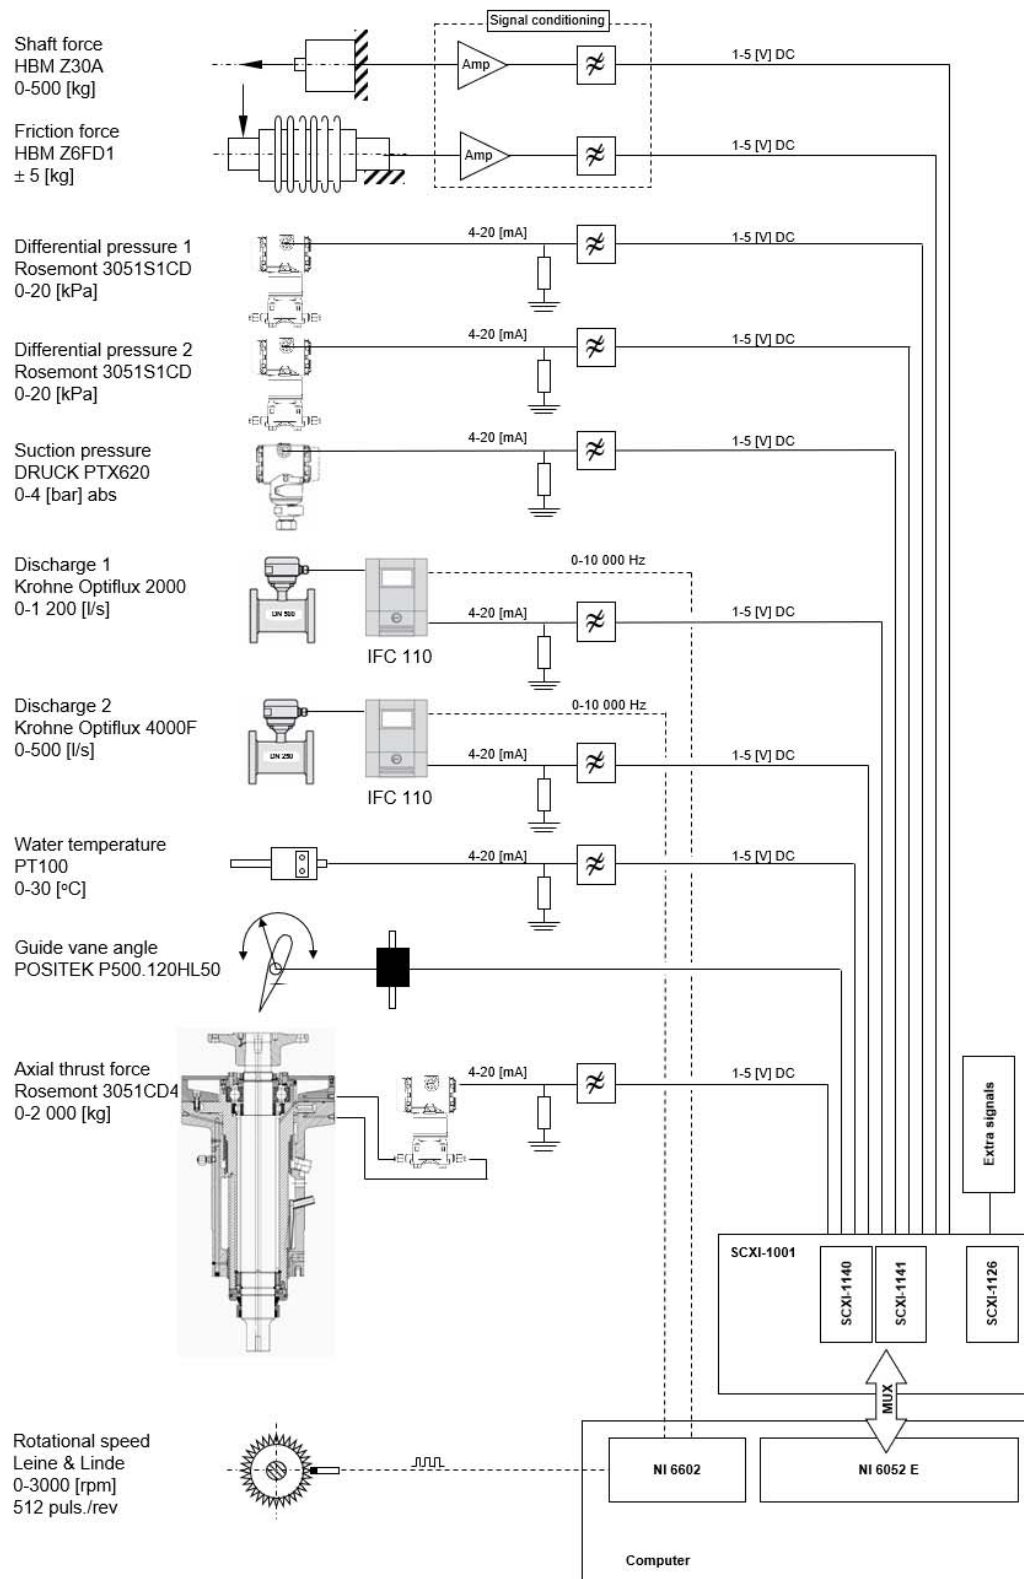 Signal conditioning
Shaft force
HBM Z30A
0-500 [kg]
Amp
1-5 [V] DC
Friction force
HBM Z6FD1
± 5 [kg]
Amp
1-5 [V] DC
Differential pressure 1
Rosemont 3051S1CD
0-20 [kPa]
4-20 [mA]
1-5 [V] DC
Differential pressure 2
Rosemont 3051S1CD
0-20 [kPa]
4-20 [mA]
1-5 [V] DC
Suction pressure
DRUCK PTX620
0-4 [bar] abs
4-20 [mA]
1-5 [V] DC
Discharge 1
Krohne Optiflux 2000
0-1 200 [l/s]
DN 500
IFC 110
0-10 000 Hz
4-20 [mA]
1-5 [V] DC
Discharge 2
Krohne Optiflux 4000F
0-500 [l/s]
DN 250
IFC 110
0-10 000 Hz
4-20 [mA]
1-5 [V] DC
Water temperature
PT100
0-30 [ºC]
4-20 [mA]
1-5 [V] DC
Guide vane angle
POSITEK P500.120HL50
Axial thrust force
Rosemont 3051CD4
0-2 000 [kg]
4-20 [mA]
1-5 [V] DC
Extra signals
SCXI-1001
SCXI-1140
SCXI-1141
SCXI-1126
MUX
Rotational speed
Leine & Linde
0-3000 [rpm]
512 puls./rev
NI 6602
NI 6052 E
Computer